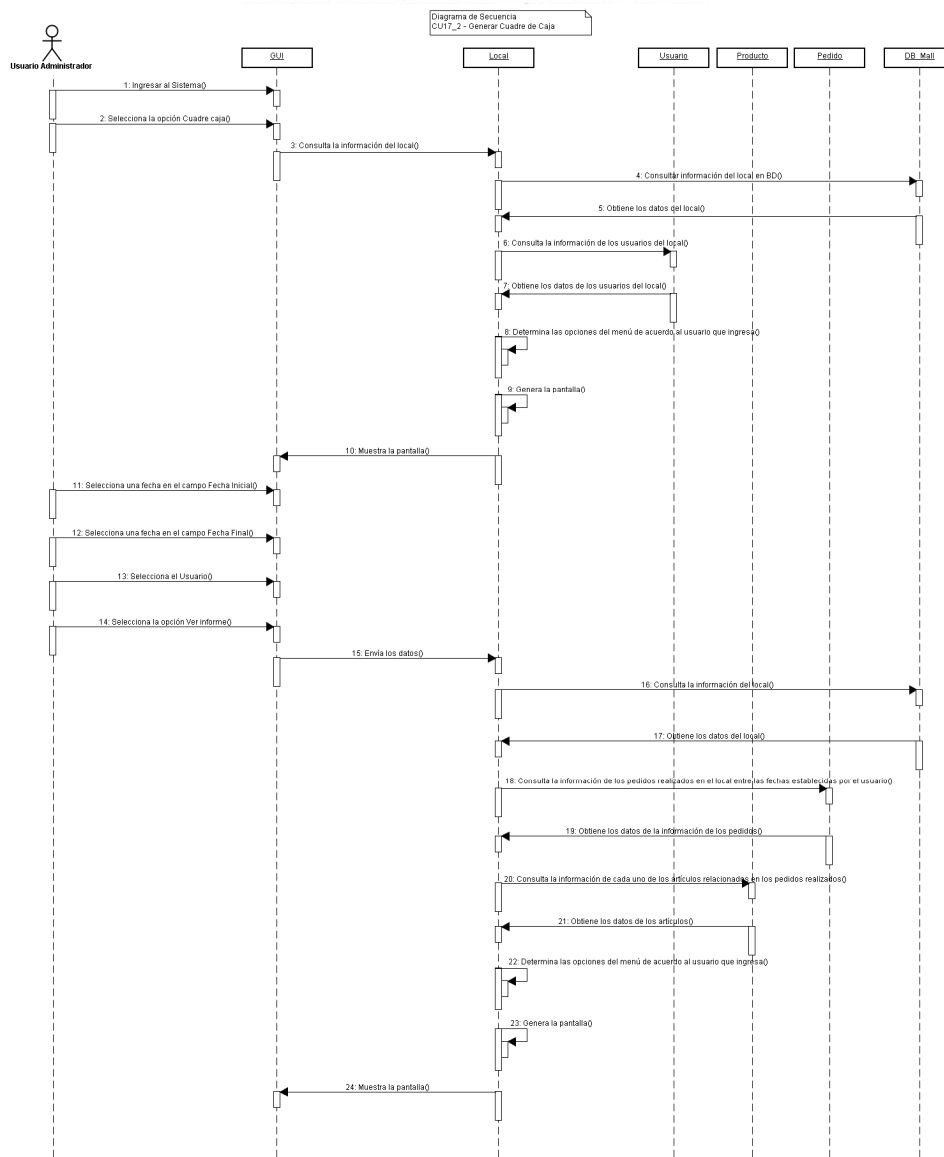 Diagrama de Secuencia
CU17_2 - Generar Cuadre de Caja
Usuario Administrador
GUI
Local
Usuario
Producto
Pedido
DB_Mall
1: Ingresar al Sistema()
2: Selecciona la opción Cuadre caja()
3: Consulta la información del local()
4: Consultar información del local en BD()
5: Obtiene los datos del local()
6: Consulta la información de los usuarios del local()
7: Obtiene los datos de los usuarios del local()
8: Determina las opciones del menú de acuerdo al usuario que ingresa()
9: Genera la pantalla()
10: Muestra la pantalla()
11: Selecciona una fecha en el campo Fecha Inicial()
12: Selecciona una fecha en el campo Fecha Final()
13: Selecciona el Usuario()
14: Selecciona la opción Ver informe()
15: Envía los datos()
16: Consulta la información del local()
17: Obtiene los datos del local()
18: Consulta la información de los pedidos realizados en el local entre las fechas establecidas por el usuario()
19: Obtiene los datos de la información de los pedidos()
20: Consulta la información de cada uno de los artículos relacionados en los pedidos realizados()
21: Obtiene los datos de los artículos()
22: Determina las opciones del menú de acuerdo al usuario que ingresa()
23: Genera la pantalla()
24: Muestra la pantalla()